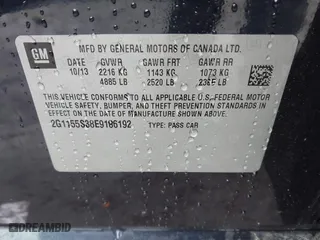 GM
MFD BY GENERAL MOTORS OF CANADA LTD.
DATE GVWR GAWR FRT GAWR RR
10/13 2216 KG 1143 KG 1073 KG
4885 LB 2520 LB LB
THIS VEHICLE CONFORMS TO ALL APPLICABLE U.S. FEDERAL MOTOR
VEHICLE SAFETY, BUMPER, AND THEFT PREVENTION STANDARDS
IN EFFECT ON THE DATE OF MANUFACTURE SHOWN ABOVE.
2G1155S38E9106192 TYPE: PASS CAR